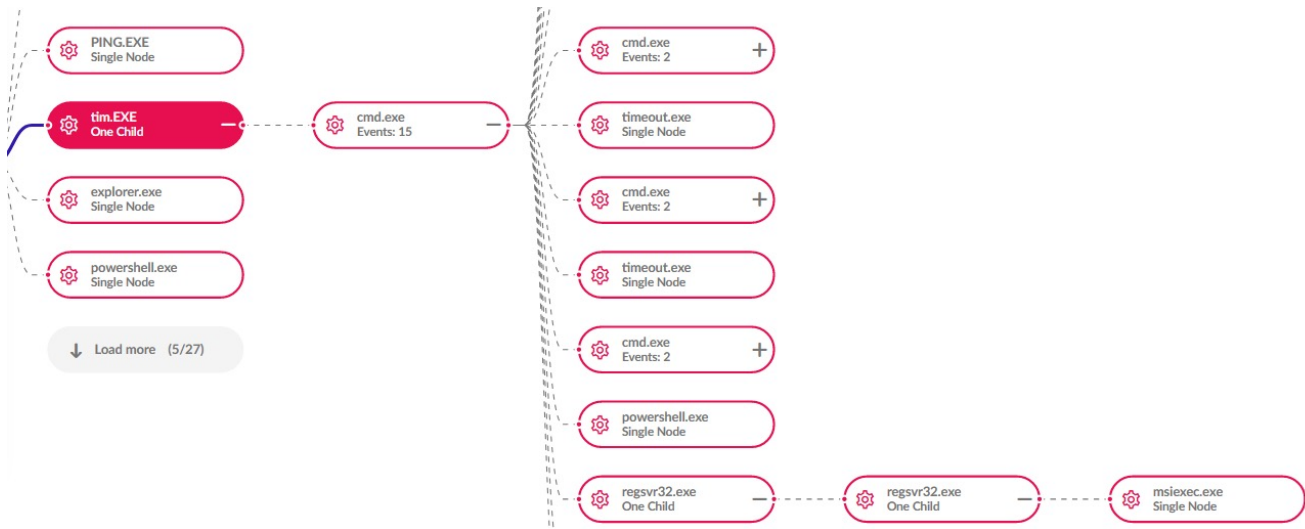 PING.EXE
Single Node
tim.EXE
One Child
explorer.exe
Single Node
powershell.exe
Single Node
Load more (5/27)
cmd.exe
Events: 15
cmd.exe
Events: 2
timeout.exe
Single Node
cmd.exe
Events: 2
timeout.exe
Single Node
cmd.exe
Events: 2
powershell.exe
Single Node
regsvr32.exe
One Child
regsvr32.exe
One Child
msiexec.exe
Single Node